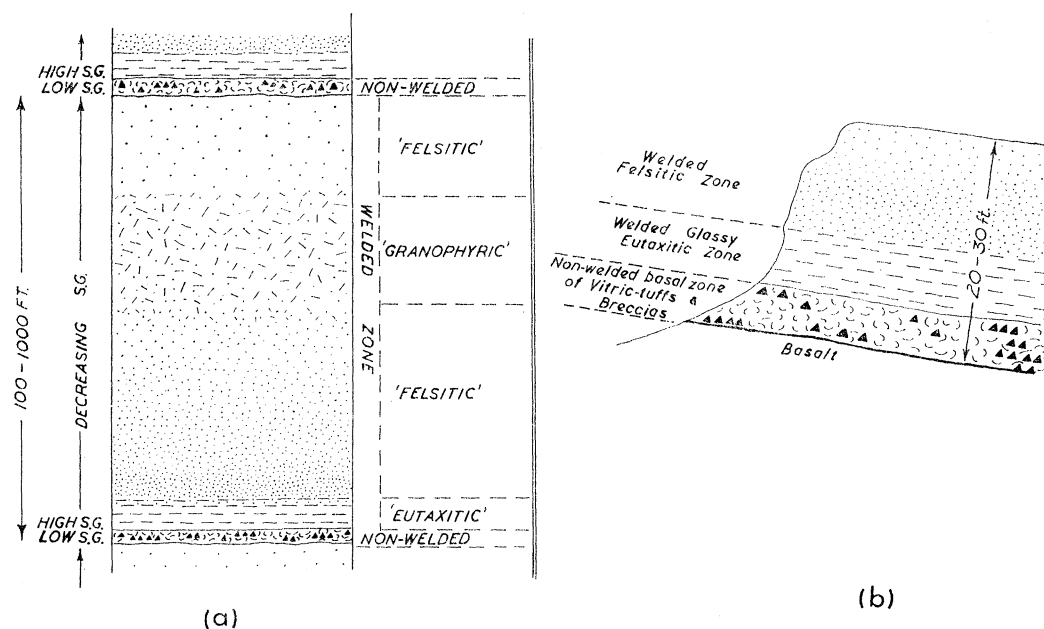 HIGH S.G.
LOW S.G.
NON-WELDED
'FELSITIC'
'GRANOPHYRIC'
'FELSITIC'
'EUTAXITIC'
NON-WELDED
WELDED ZONE
100-1000 FT.
DECREASING S.G.
HIGH S.G.
LOW S.G.
(a)
Welded
Felsitic Zone
Welded Glassy
Eutaxitic Zone
Non-welded basal zone
of Vitric-tuffs &
Breccias
Basalt
20-30 ft.
(b)